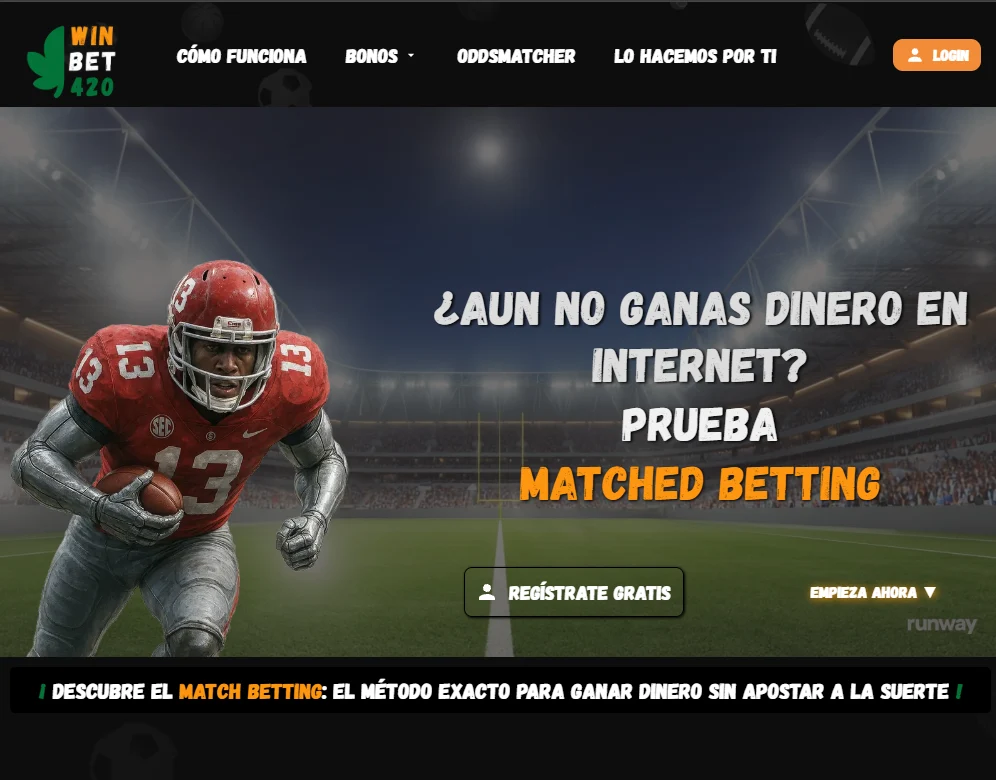 WIN
BET
420
CÓMO FUNCIONA BONOS ODDSMATCHER LO HACEMOS POR TI LOGIN
¿AUN NO GANAS DINERO EN
INTERNET?
PRUEBA
MATCHED BETTING
13
13
13
13
SEC
13
REGÍSTRATE GRATIS
EMPIEZA AHORA ▼
runway
/ DESCUBRE EL MATCH BETTING: EL MÉTODO EXACTO PARA GANAR DINERO SIN APOSTAR A LA SUERTE /